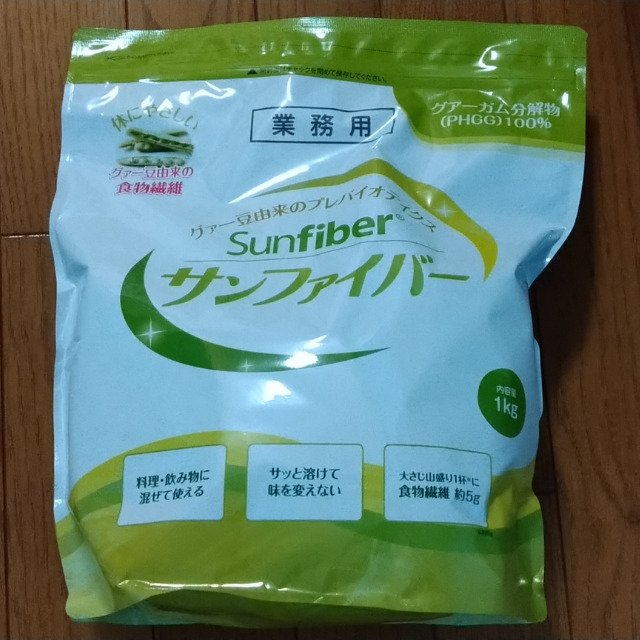 業務用
グアーガム分解物
(PHGG)100%
体にやさしい
グアー豆由来の
食物繊維
グァー豆由来のプレバイオティクス
Sunfiber®
サンファイバー
内容量
1kg
料理・飲み物に
混ぜて使える
サッと溶けて
味を変えない
大さじ山盛り1杯※に
食物繊維 約5g